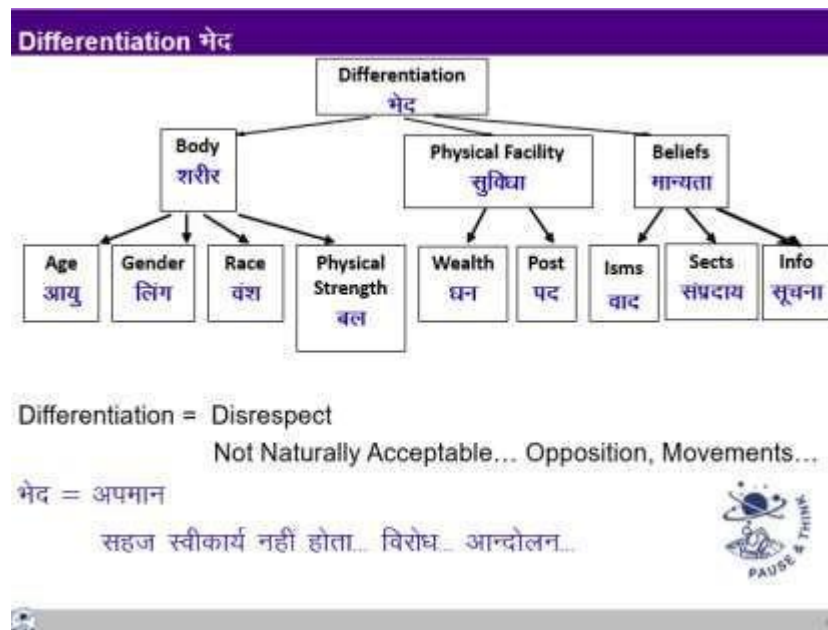 Differentiation भेद
Differentiation
भेद
Body
शरीर
Physical Facility
सुविधा
Beliefs
मान्यता
Age
आयु
Gender
लिंग
Race
वंश
Physical
Strength
बल
Wealth
धन
Post
पद
Isms
वाद
Sects
संप्रदाय
Info
सूचना
Differentiation = Disrespect
Not Naturally Acceptable... Opposition, Movements...
भेद = अपमान
सहज स्वीकार्य नहीं होता... विरोध... आन्दोलन...
PAUSE & THINK